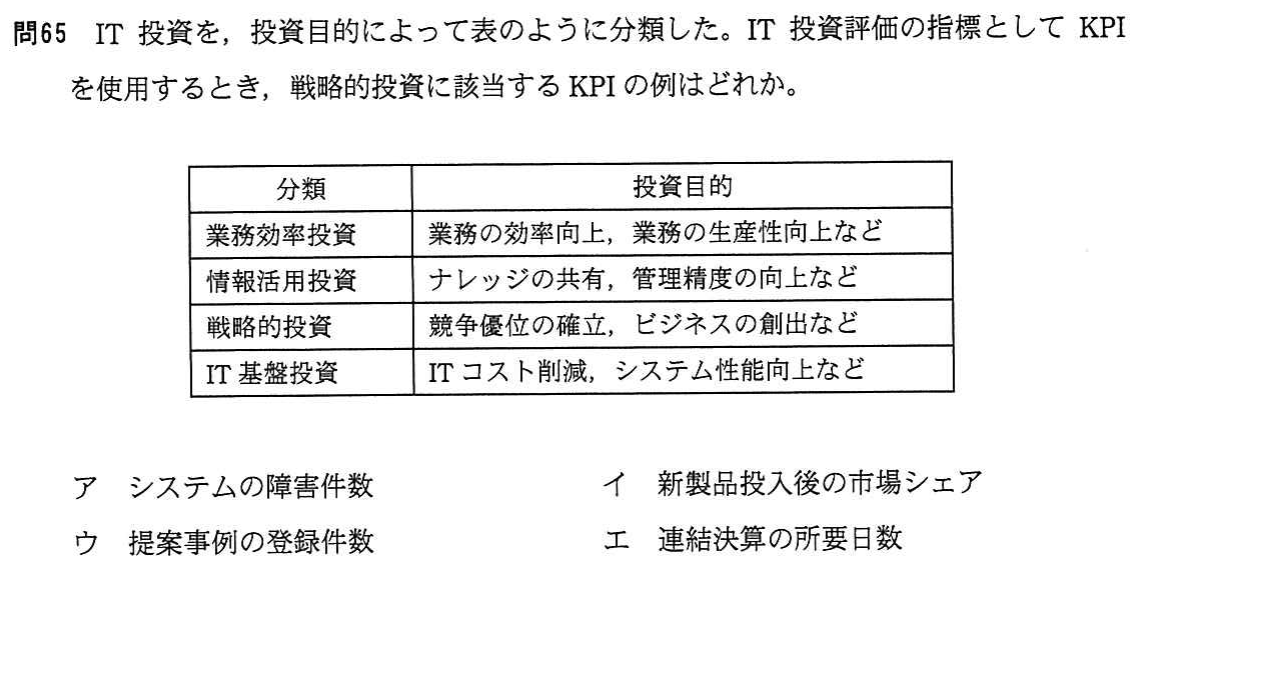 問65 IT 投資を，投資目的によって表のように分類した。IT 投資評価の指標として KPI
を使用するとき，戦略的投資に該当する KPI の例はどれか。
分類 投資目的
業務効率投資 業務の効率向上，業務の生産性向上など
情報活用投資 ナレッジの共有，管理精度の向上など
戦略的投資 競争優位の確立，ビジネスの創出など
IT 基盤投資 IT コスト削減，システム性能向上など
ア システムの障害件数 イ 新製品投入後の市場シェア
ウ 提案事例の登録件数 エ 連結決算の所要日数